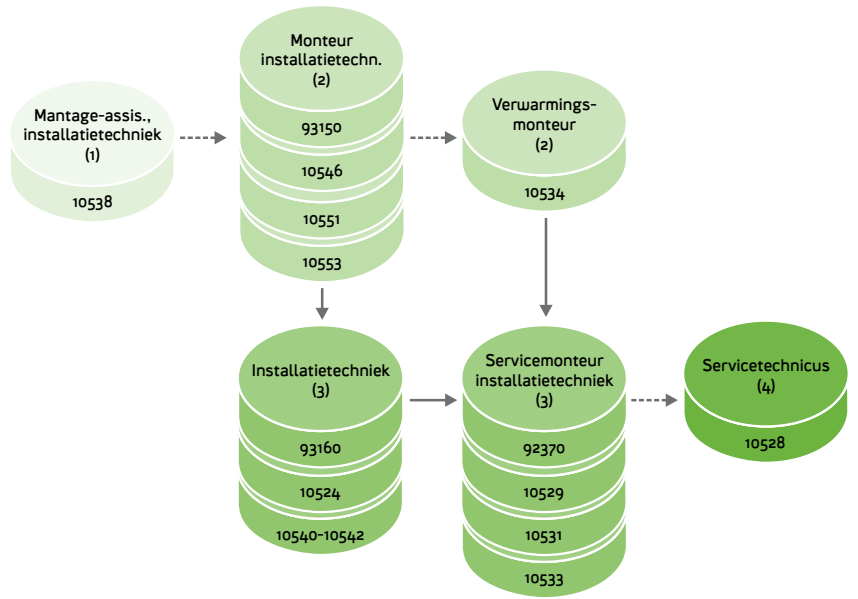 Monteur
installatietechn.
(2)
93150
10546
10551
10553
Mantage-assis.,
installatietechniek
(1)
10538
Verwarmings-
monteur
(2)
10534
Installatietechniek
(3)
93160
10524
10540-10542
Servicemonteur
installatietechniek
(3)
92370
10529
10531
10533
Servicetechnicus
(4)
10528